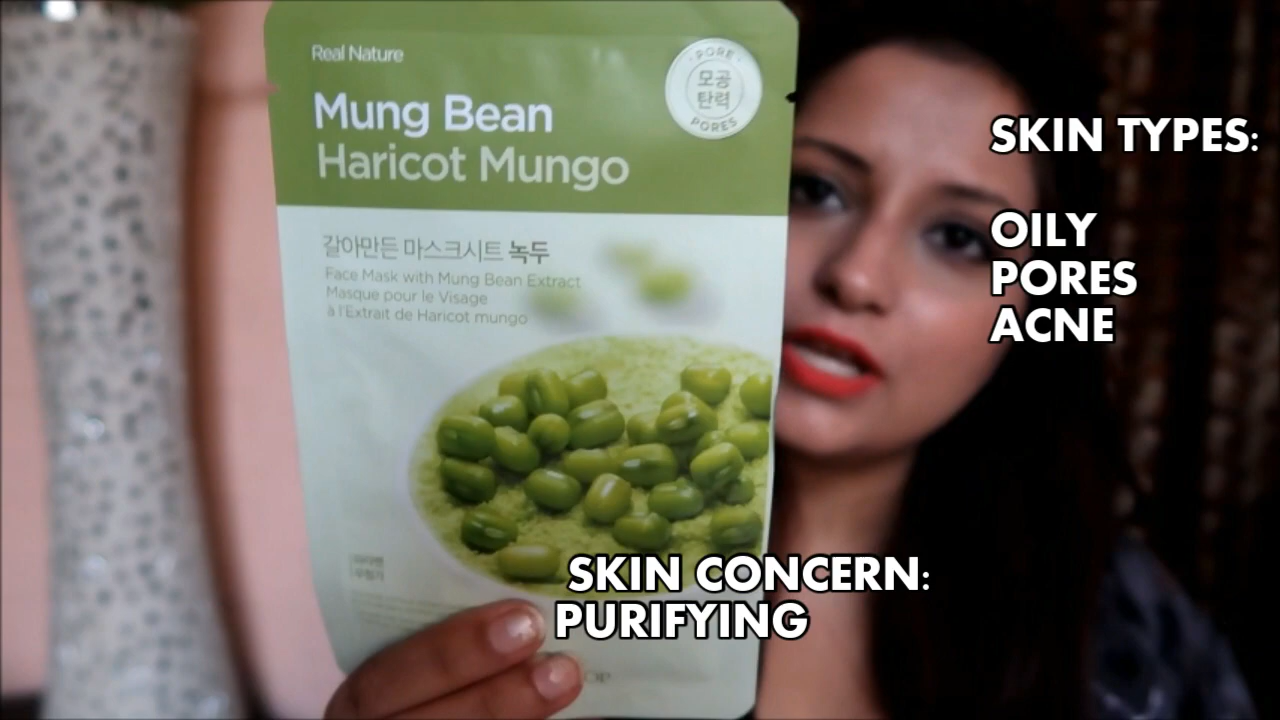 Real Nature
PORE
모공
탄력
PORES
Mung Bean
Haricot Mungo
갈아만든 마스크시트 녹두
Face Mask with Mung Bean Extract
Masque pour le Visage
à l'Extrait de Haricot mungo
SKIN TYPES:
OILY
PORES
ACNE
SKIN CONCERN:
PURIFYING